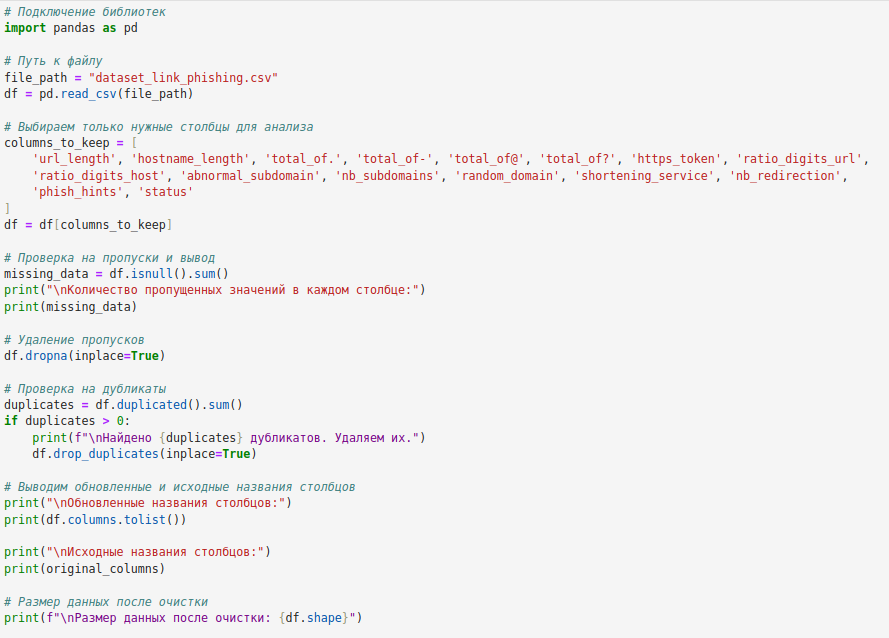 # Подключение библиотек
import pandas as pd

# Путь к файлу
file_path = "dataset_link_phishing.csv"
df = pd.read_csv(file_path)

# Выбираем только нужные столбцы для анализа
columns_to_keep = [
    'url_length', 'hostname_length', 'total_of.', 'total_of-', 'total_of@', 'total_of?', 'https_token', 'ratio_digits_url',
    'ratio_digits_host', 'abnormal_subdomain', 'nb_subdomains', 'random_domain', 'shortening_service', 'nb_redirection',
    'phish_hints', 'status'
]
df = df[columns_to_keep]

# Проверка на пропуски и вывод
missing_data = df.isnull().sum()
print("\nКоличество пропущенных значений в каждом столбце:")
print(missing_data)

# Удаление пропусков
df.dropna(inplace=True)

# Проверка на дубликаты
duplicates = df.duplicated().sum()
if duplicates > 0:
    print(f"\nНайдено {duplicates} дубликатов. Удаляем их.")
    df.drop_duplicates(inplace=True)

# Выводим обновленные и исходные названия столбцов
print("\nОбновленные названия столбцов:")
print(df.columns.tolist())

print("\nИсходные названия столбцов:")
print(original_columns)

# Размер данных после очистки
print(f"\nРазмер данных после очистки: {df.shape}")